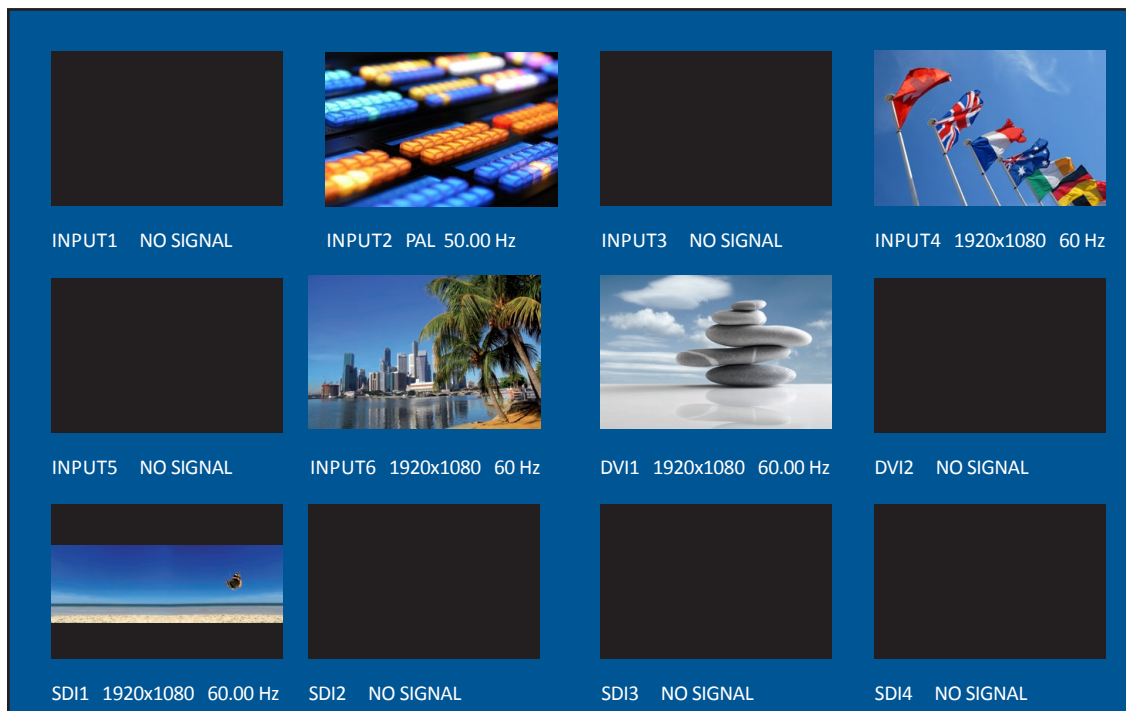 INPUT1 NO SIGNAL
INPUT2 PAL 50.00 Hz
INPUT3 NO SIGNAL
INPUT4 1920x1080 60 Hz
INPUT5 NO SIGNAL
INPUT6 1920x1080 60 Hz
DVI1 1920x1080 60.00 Hz
DVI2 NO SIGNAL
SDI1 1920x1080 60.00 Hz
SDI2 NO SIGNAL
SDI3 NO SIGNAL
SDI4 NO SIGNAL